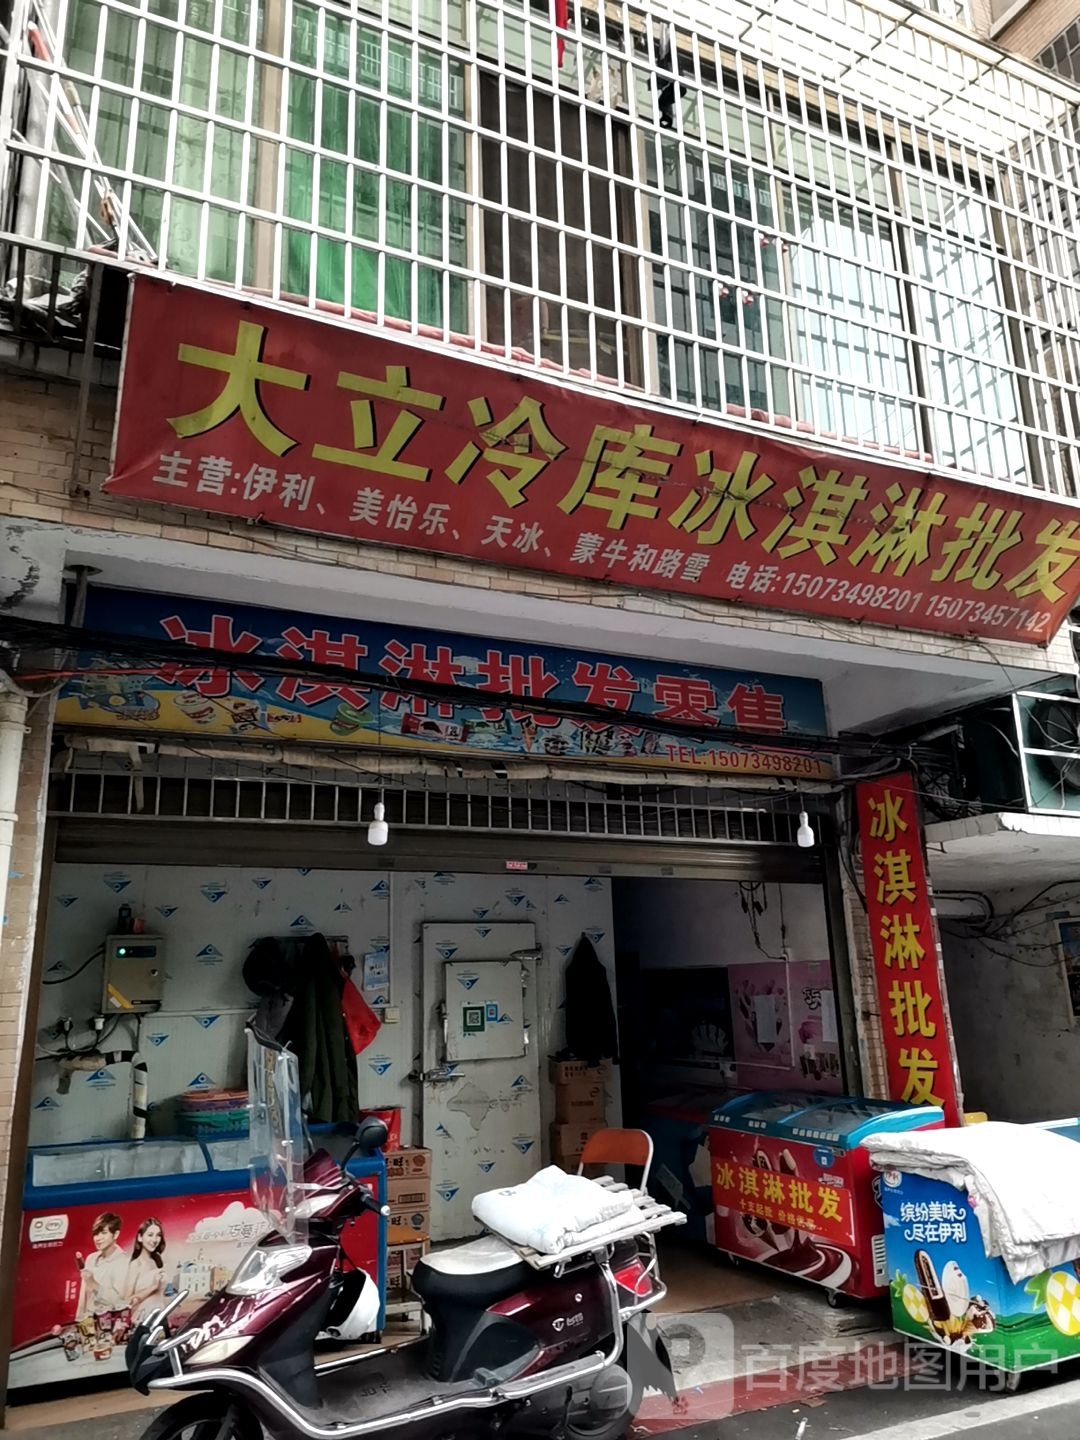 大立冷库冰淇淋批发
主营:伊利、美怡乐、天冰、蒙牛和路雪 电话:15073498201 15073457142
冰淇淋批发零售
TEL:15073498201
冰淇淋批发
冰淇淋批发
缤纷美味
尽在伊利
百度地图用户